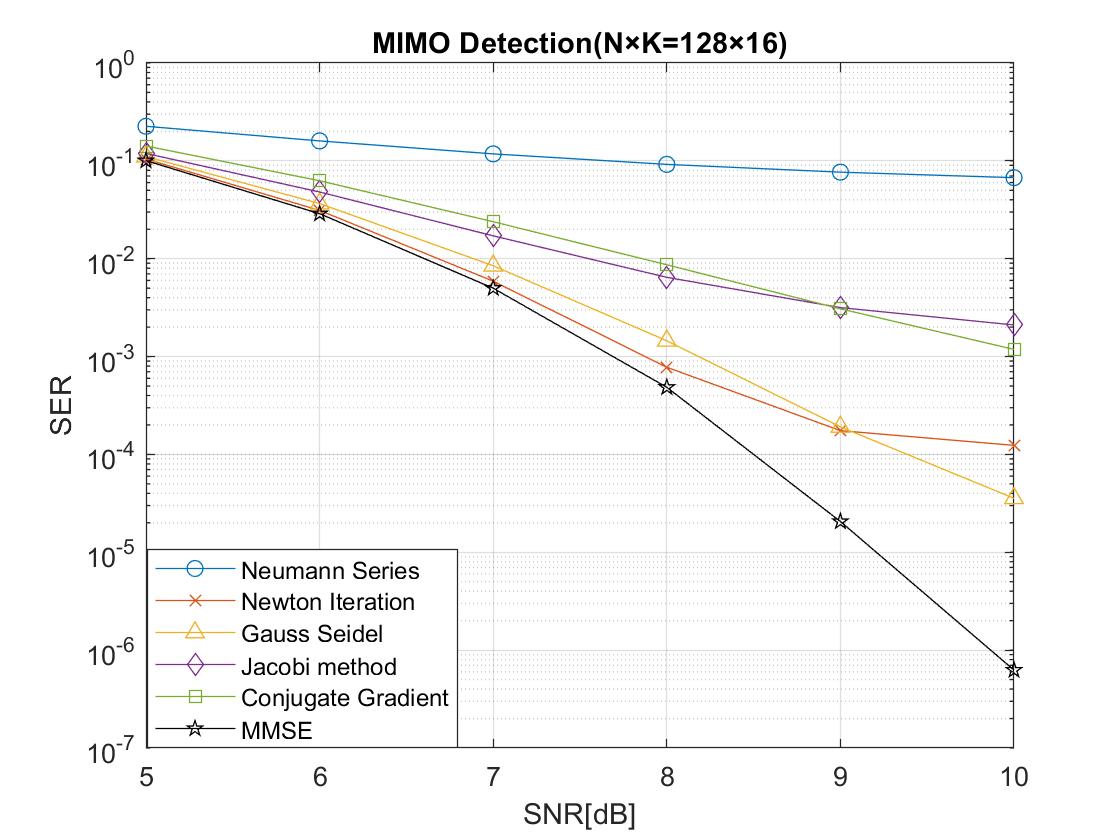 MIMO Detection(N×K=128×16)
10^0
10^-1
10^-2
10^-3
10^-4
10^-5
10^-6
10^-7
SER
Neumann Series
Newton Iteration
Gauss Seidel
Jacobi method
Conjugate Gradient
MMSE
5 6 7 8 9 10
SNR[dB]